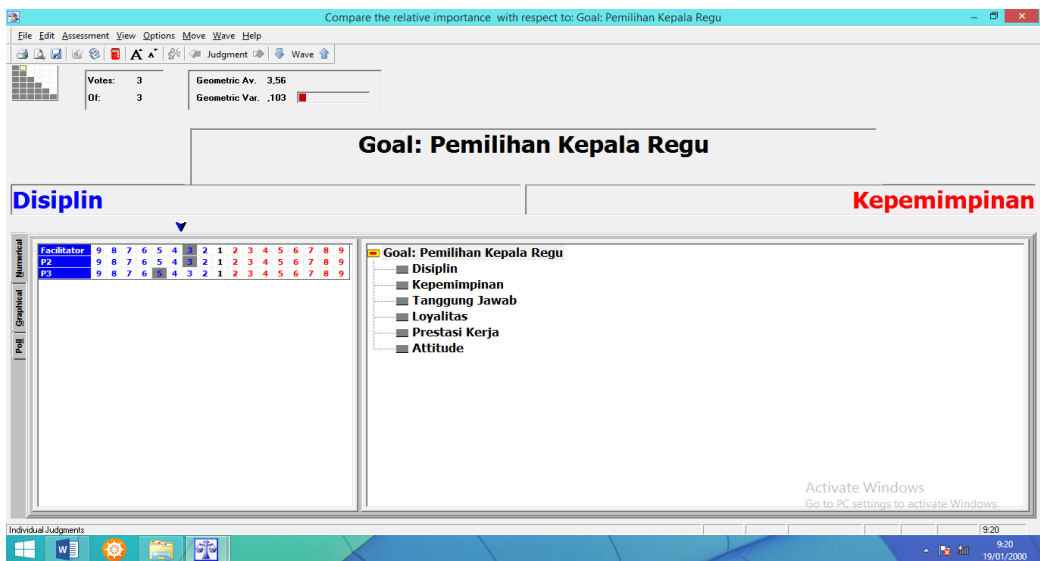 Compare the relative importance with respect to: Goal: Pemilihan Kepala Regu
File Edit Assessment View Options Move Wave Help
Judgment Wave
Votes: 3
Of: 3
Geometric Av. 3,56
Geometric Var. ,103
Goal: Pemilihan Kepala Regu
Disiplin
Kepemimpinan
Numerical
Graphical
Poll
Facilitator 9 8 7 6 5 4 3 2 1 2 3 4 5 6 7 8 9
P2 9 8 7 6 5 4 3 2 1 2 3 4 5 6 7 8 9
P3 9 8 7 6 5 4 3 2 1 2 3 4 5 6 7 8 9
Goal: Pemilihan Kepala Regu
Disiplin
Kepemimpinan
Tanggung Jawab
Loyalitas
Prestasi Kerja
Attitude
Activate Windows
Go to PC settings to activate Windows.
Individual Judgments
9:20
9:20
19/01/2000